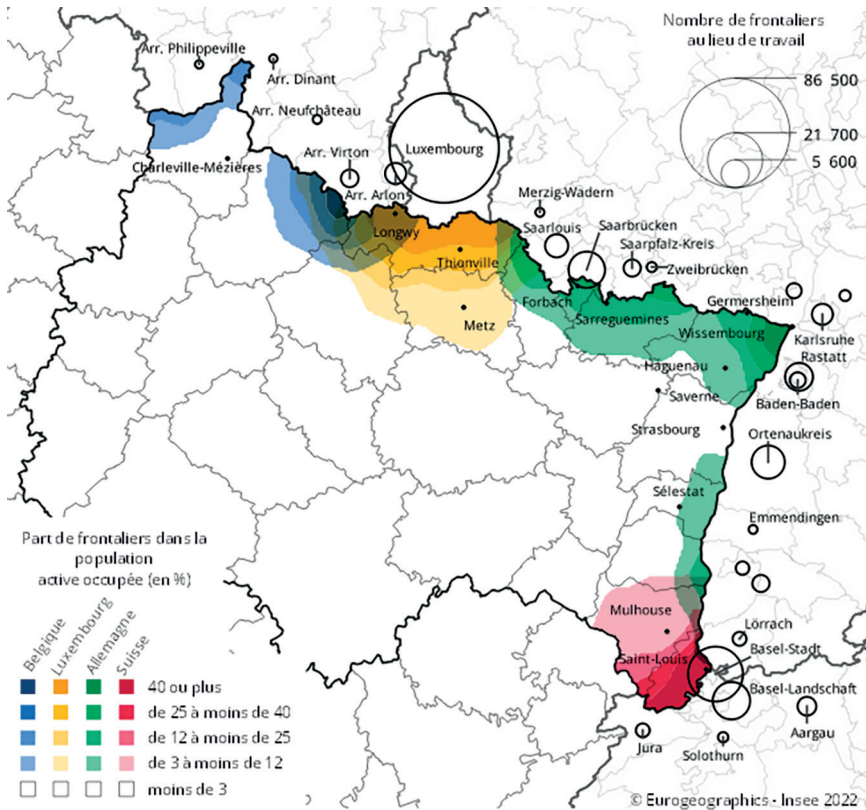 Nombre de frontaliers
au lieu de travail
86 500
21 700
5 600
Arr. Philippeville
Arr. Dinant
Arr. Neufchâteau
Charleville-Mézières
Arr. Virton
Luxembourg
Arr. Arlon
Longwy
Merzig-Wadern
Saarlouis
Saarbrücken
Saarpfalz-Kreis
Zweibrücken
Thionville
Forbach
Sarreguemines
Metz
Germersheim
Wissembourg
Karlsruhe
Rastatt
Haguenau
Saverne
Baden-Baden
Strasbourg
Ortenaukreis
Sélestat
Emmendingen
Mulhouse
Lörrach
Saint-Louis
Basel-Stadt
Basel-Landschaft
Jura
Solothurn
Aargau
Part de frontaliers dans la
population
active occupée (en %)
Belgique
Luxembourg
Allemagne
Suisse
40 ou plus
de 25 à moins de 40
de 12 à moins de 25
de 3 à moins de 12
moins de 3
© Eurogeographics - Insee 2022